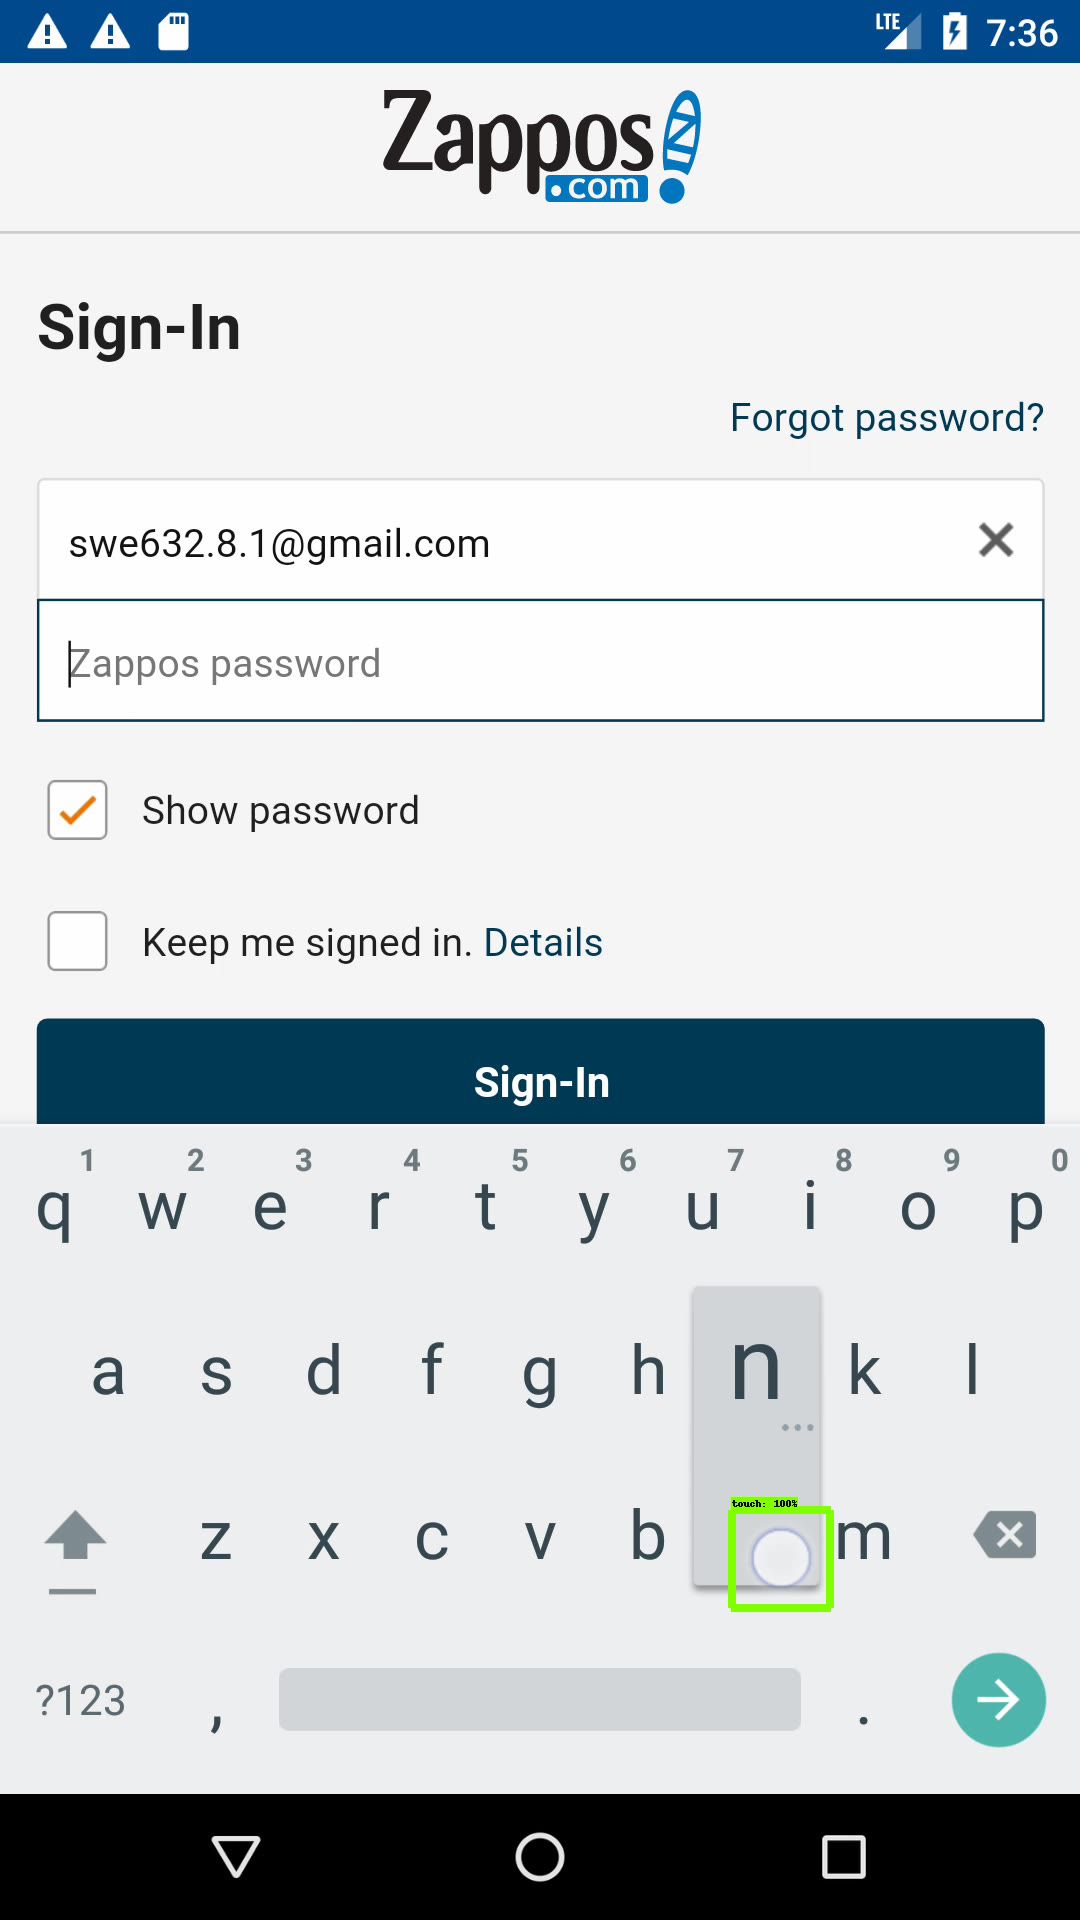 LTE 7:36
Zappos
.com
Sign-In
Forgot password?
swe632.8.1@gmail.com
Zappos password
Show password
Keep me signed in. Details
Sign-In
1 2 3 4 5 6 7 8 9 0
q w e r t y u i o p
a s d f g h n k l
touch: 100%
z x c v b m
?123 , .